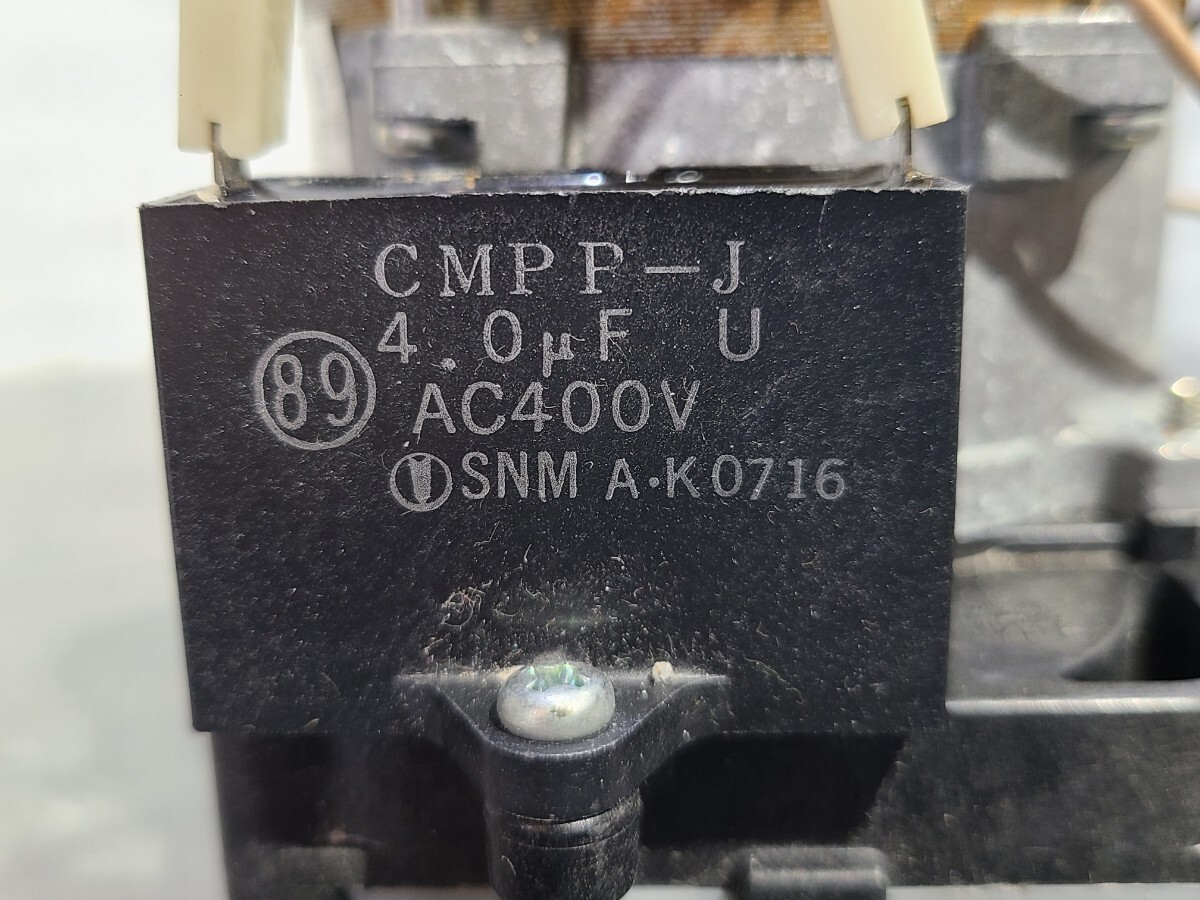 CMPP-J
4.0μF U
89
AC400V
SNM A·K0716